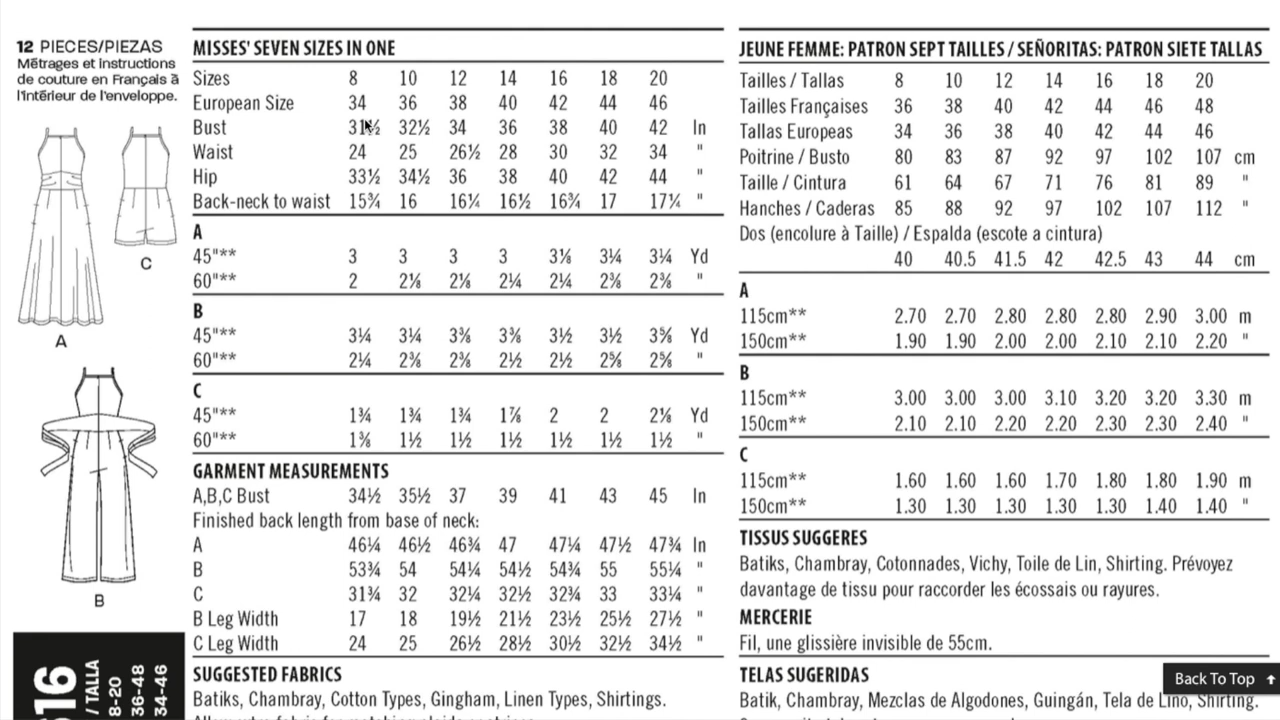 12 PIECES/PIEZAS
Métrages et instructions
de couture en Français à
l'intérieur de l'enveloppe.
A
C
B
/ TALLA
8-20
36-48
34-46
MISSES' SEVEN SIZES IN ONE
Sizes 8 10 12 14 16 18 20
European Size 34 36 38 40 42 44 46
Bust 31½ 32½ 34 36 38 40 42 In
Waist 24 25 26½ 28 30 32 34 "
Hip 33½ 34½ 36 38 40 42 44 "
Back-neck to waist 15¾ 16 16¼ 16½ 16¾ 17 17¼ "
A
45"** 3 3 3 3 3⅛ 3¼ 3¼ Yd
60"** 2 2⅛ 2⅛ 2¼ 2¼ 2⅜ 2⅜ "
B
45"** 3¼ 3¼ 3⅜ 3⅜ 3½ 3½ 3⅝ Yd
60"** 2¼ 2⅜ 2⅜ 2½ 2½ 2⅝ 2⅝ "
C
45"** 1¾ 1¾ 1¾ 1⅞ 2 2 2⅛ Yd
60"** 1⅜ 1½ 1½ 1½ 1½ 1½ 1½ "
GARMENT MEASUREMENTS
A,B,C Bust 34½ 35½ 37 39 41 43 45 In
Finished back length from base of neck:
A 46¼ 46½ 46¾ 47 47¼ 47½ 47¾ In
B 53¾ 54 54¼ 54½ 54¾ 55 55¼ "
C 31¾ 32 32¼ 32½ 32¾ 33 33¼ "
B Leg Width 17 18 19½ 21½ 23½ 25½ 27½ "
C Leg Width 24 25 26½ 28½ 30½ 32½ 34½ "
SUGGESTED FABRICS
Batiks, Chambray, Cotton Types, Gingham, Linen Types, Shirtings.
JEUNE FEMME: PATRON SEPT TAILLES / SEÑORITAS: PATRON SIETE TALLAS
Tailles / Tallas 8 10 12 14 16 18 20
Tailles Françaises 36 38 40 42 44 46 48
Tallas Europeas 34 36 38 40 42 44 46
Poitrine / Busto 80 83 87 92 97 102 107 cm
Taille / Cintura 61 64 67 71 76 81 89 "
Hanches / Caderas 85 88 92 97 102 107 112 "
Dos (encolure à Taille) / Espalda (escote a cintura)
40 40.5 41.5 42 42.5 43 44 cm
A
115cm** 2.70 2.70 2.80 2.80 2.80 2.90 3.00 m
150cm** 1.90 1.90 2.00 2.00 2.10 2.10 2.20 "
B
115cm** 3.00 3.00 3.00 3.10 3.20 3.20 3.30 m
150cm** 2.10 2.10 2.20 2.20 2.30 2.30 2.40 "
C
115cm** 1.60 1.60 1.60 1.70 1.80 1.80 1.90 m
150cm** 1.30 1.30 1.30 1.30 1.30 1.40 1.40 "
TISSUS SUGGERES
Batiks, Chambray, Cotonnades, Vichy, Toile de Lin, Shirting. Prévoyez
davantage de tissu pour raccorder les écossais ou rayures.
MERCERIE
Fil, une glissière invisible de 55cm.
TELAS SUGERIDAS
Batik, Chambray, Mezclas de Algodones, Guingán, Tela de Lino, Shirting.
Back To Top